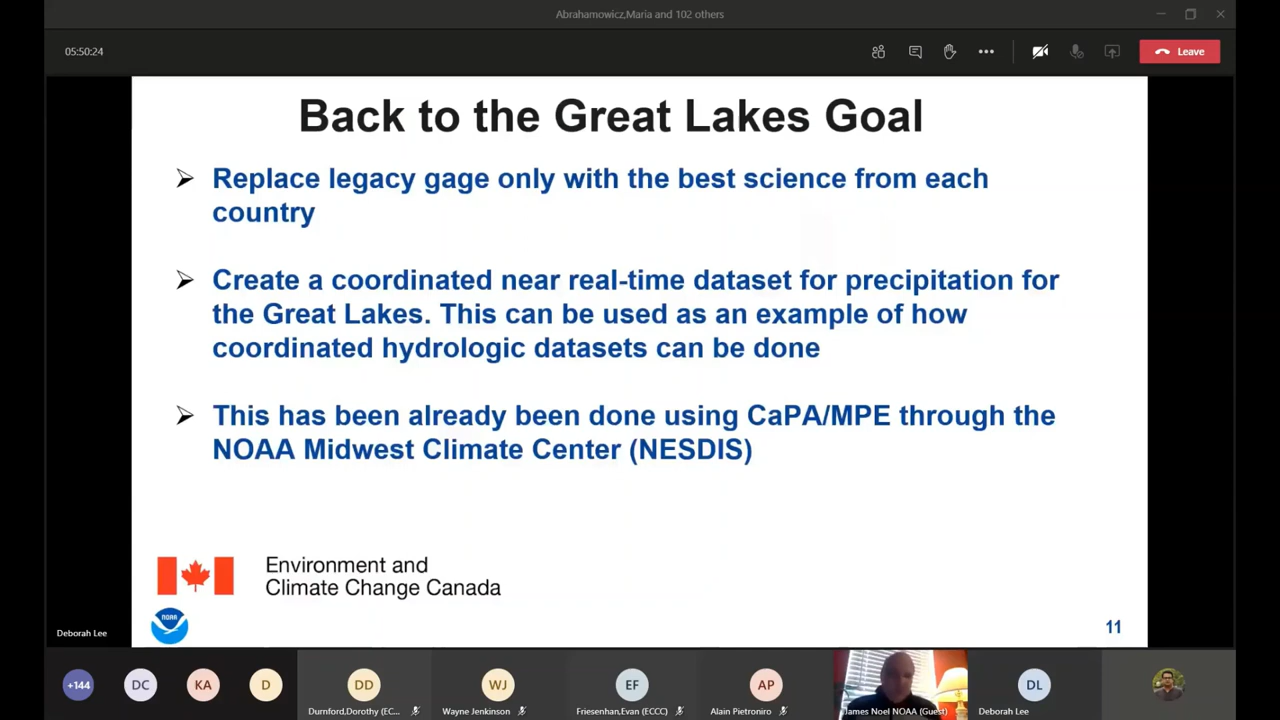 Abrahamowicz,Maria and 102 others
05:50:24
Leave
Back to the Great Lakes Goal
Replace legacy gage only with the best science from each
country
Create a coordinated near real-time dataset for precipitation for
the Great Lakes. This can be used as an example of how
coordinated hydrologic datasets can be done
This has been already been done using CaPA/MPE through the
NOAA Midwest Climate Center (NESDIS)
Environment and
Climate Change Canada
NOAA
11
Deborah Lee
+144
DC
KA
D
DD
WJ
EF
AP
DL
Durnford,Dorothy (EC...
Wayne Jenkinson
Friesenhan,Evan (ECCC)
Alain Pietroniro
James Noel NOAA (Guest)
Deborah Lee